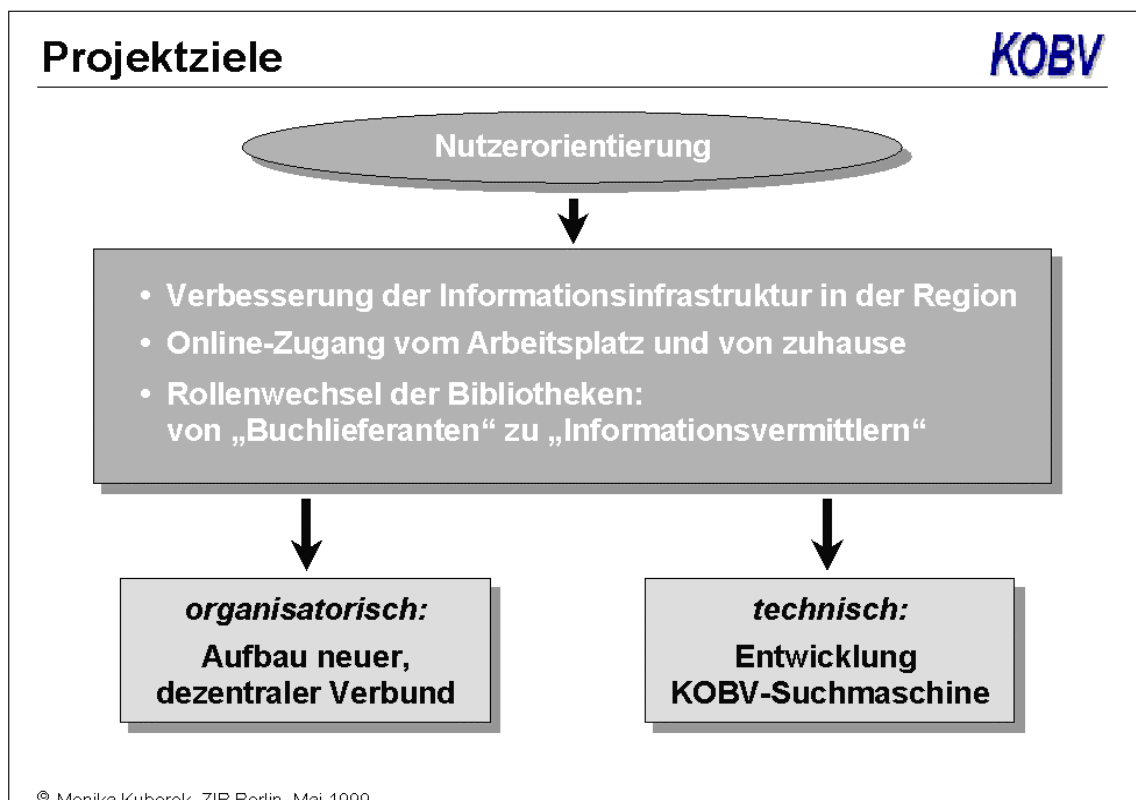 Projektziele
KOBV
Nutzerorientierung
• Verbesserung der Informationsinfrastruktur in der Region
• Online-Zugang vom Arbeitsplatz und von zuhause
• Rollenwechsel der Bibliotheken:
von „Buchlieferanten“ zu „Informationsvermittlern“
organisatorisch:
Aufbau neuer,
dezentraler Verbund
technisch:
Entwicklung
KOBV-Suchmaschine
© Monika Kuberek, ZIB Berlin, Mai 1999